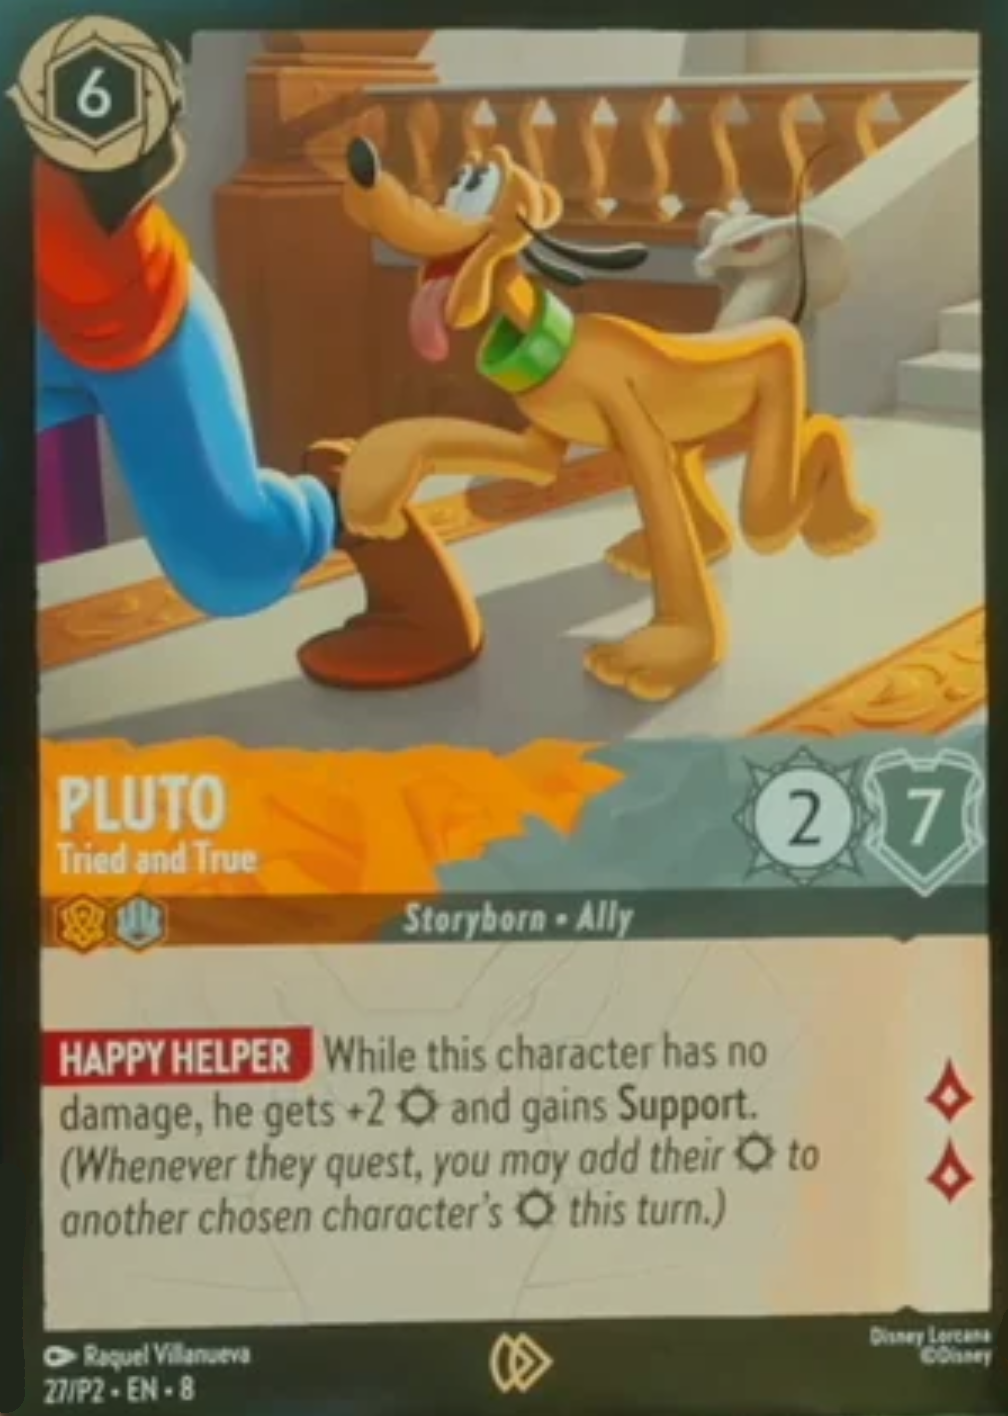 6
PLUTO
Tried and True
2
7
Storyborn • Ally
HAPPY HELPER While this character has no
damage, he gets +2 and gains Support.
(Whenever they quest, you may add their to
another chosen character's this turn.)
Raquel Villanueva
27/P2 • EN • 8
Disney Lorcana
©Disney